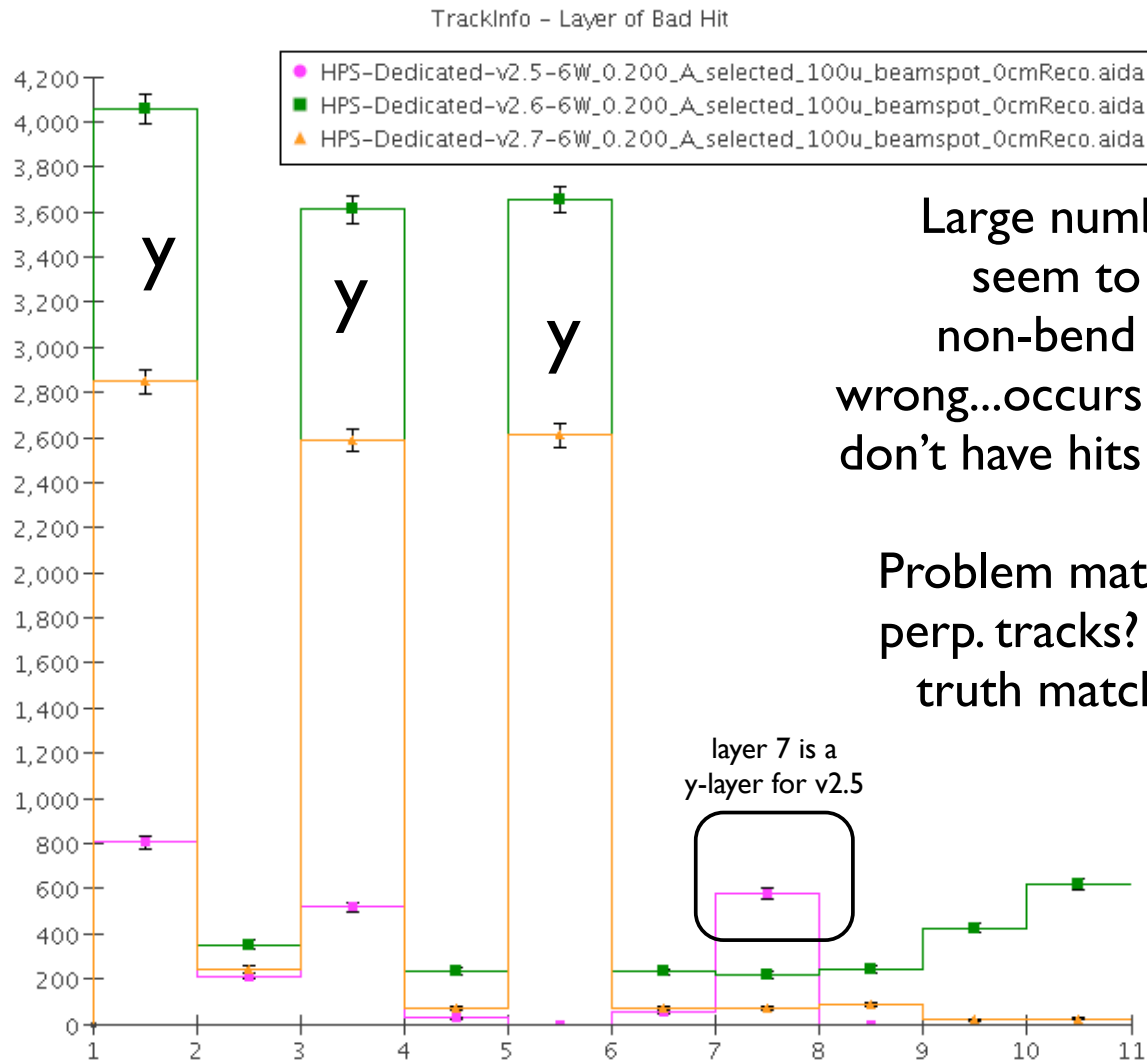 TrackInfo – Layer of Bad Hit
HPS-Dedicated-v2.5-6W_0.200_A_selected_100u_beamspot_0cmReco.aida
HPS-Dedicated-v2.6-6W_0.200_A_selected_100u_beamspot_0cmReco.aida
HPS-Dedicated-v2.7-6W_0.200_A_selected_100u_beamspot_0cmReco.aida
4,200
4,000
3,800
3,600
3,400
3,200
3,000
2,800
2,600
2,400
2,200
2,000
1,800
1,600
1,400
1,200
1,000
800
600
400
200
0
y
y
y
Large num
seem to
non-bend
wrong...occurs
don't have hits
Problem mat
perp. tracks?
truth matc
layer 7 is a
y-layer for v2.5
1 2 3 4 5 6 7 8 9 10 11